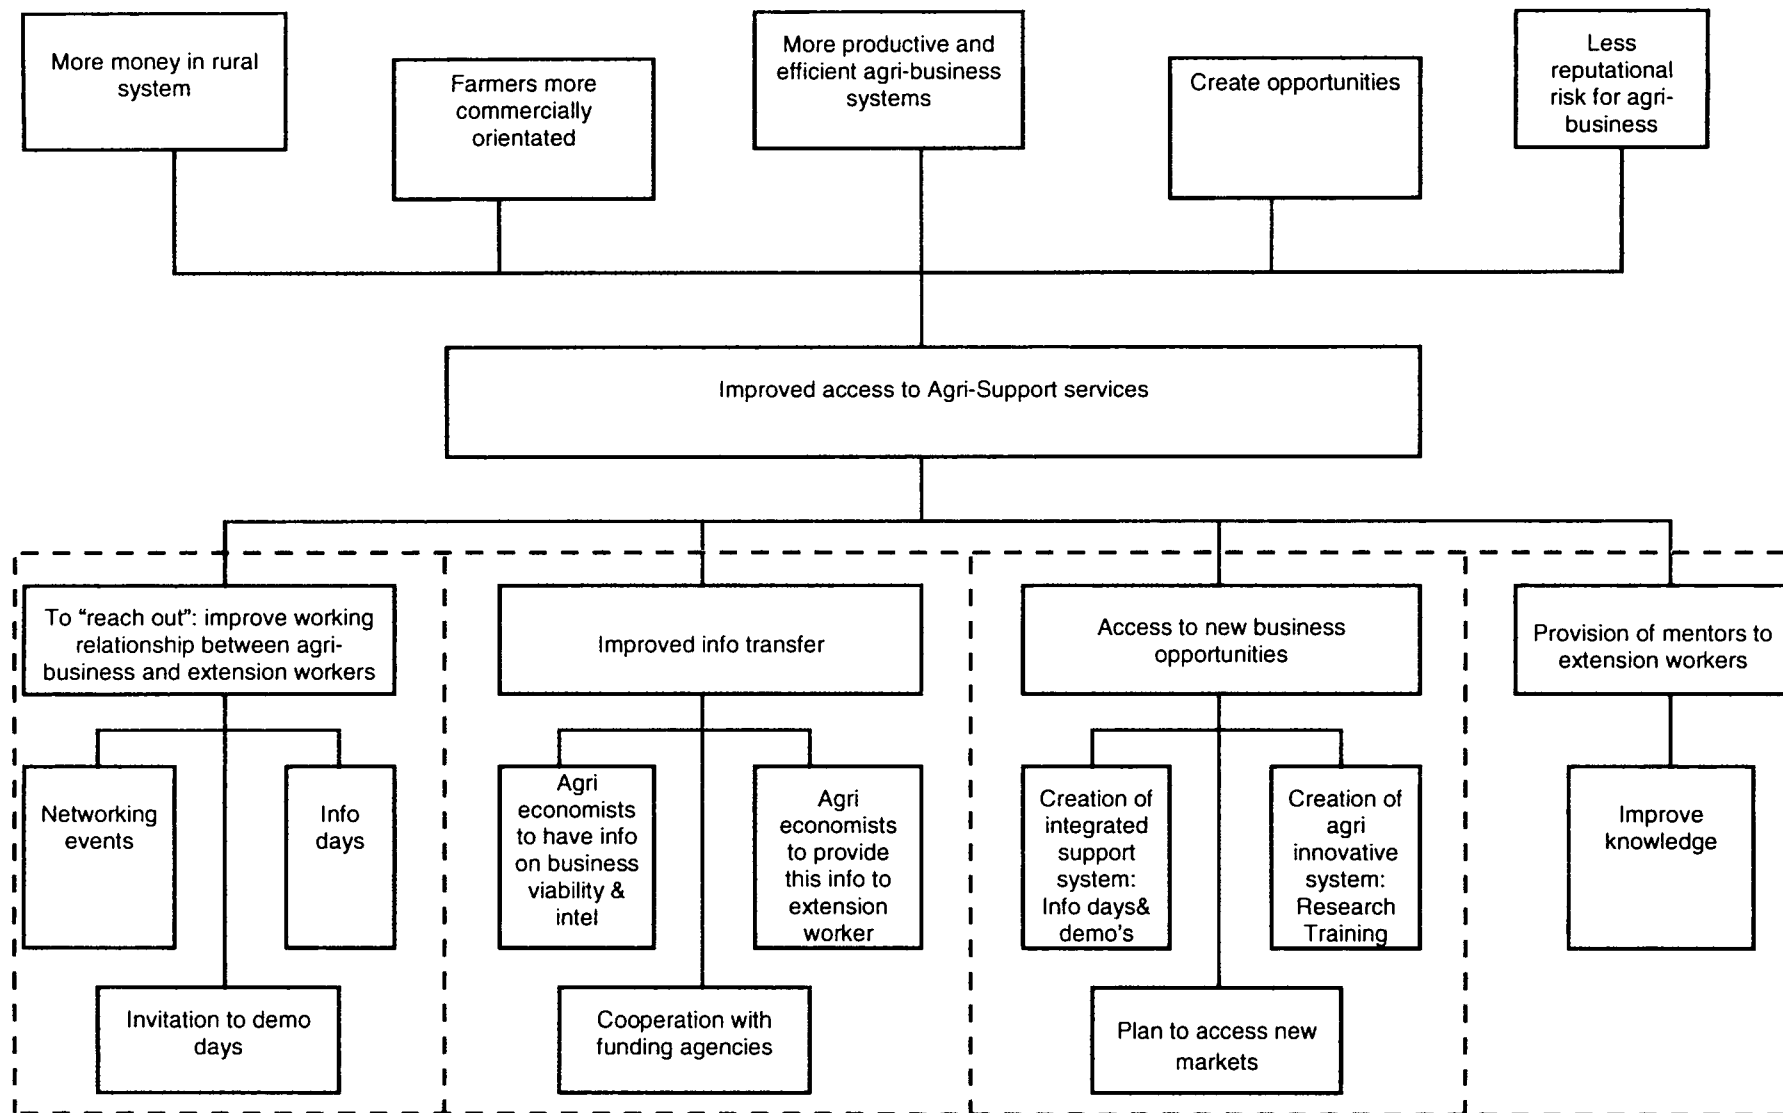 More money in rural
system
Farmers more
commercially
orientated
More productive and
efficient agri-business
systems
Create opportunities
Less
reputational
risk for agri-
business
Improved access to Agri-Support services
To “reach out”: improve working
relationship between agri-
business and extension workers
Improved info transfer
Access to new business
opportunities
Provision of mentors to
extension workers
Networking
events
Info
days
Agri
economists
to have info
on business
viability &
intel
Agri
economists
to provide
this info to
extension
worker
Creation of
integrated
support
system:
Info days&
demo's
Creation of
agri
innovative
system:
Research
Training
Improve
knowledge
Invitation to demo
days
Cooperation with
funding agencies
Plan to access new
markets